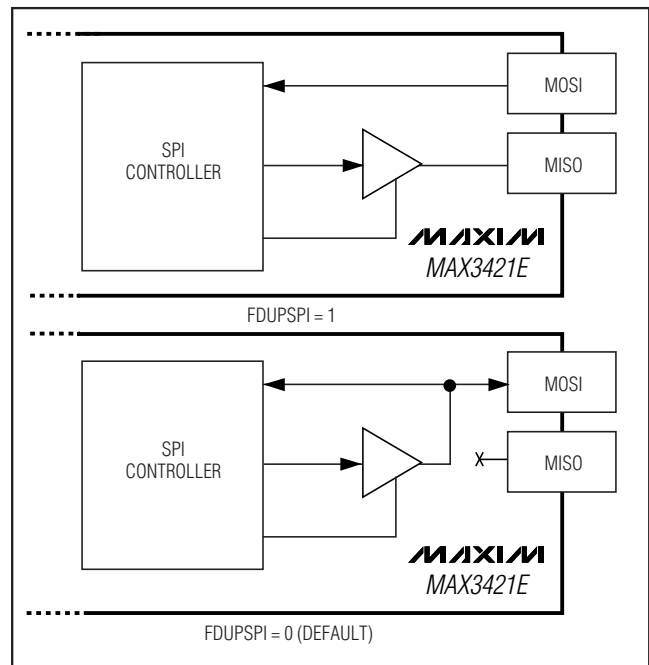 MOSI
SPI
CONTROLLER
MISO
MAXIM
MAX3421E
FDUPSPI = 1
MOSI
SPI
CONTROLLER
MISO
X
MAXIM
MAX3421E
FDUPSPI = 0 (DEFAULT)